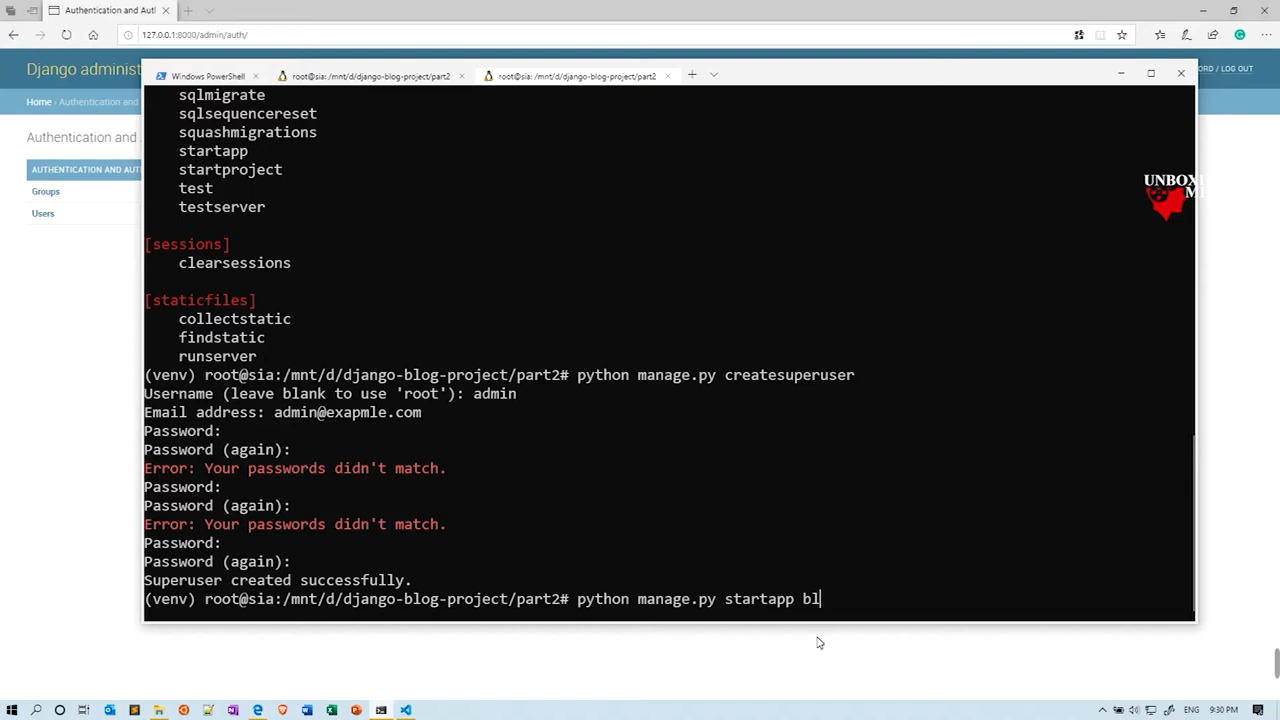 Authentication and Autl
127.0.0.1:8000/admin/auth/
Django administ
ORD / LOG OUT
Home › Authentication and
Authentication and
AUTHENTICATION AND AUT
Groups
Users
Windows PowerShell
root@sia: /mnt/d/django-blog-project/part2
root@sia: /mnt/d/django-blog-project/part2
sqlmigrate
sqlsequencereset
squashmigrations
startapp
startproject
test
testserver
[sessions]
clearsessions
[staticfiles]
collectstatic
findstatic
runserver
(venv) root@sia:/mnt/d/django-blog-project/part2# python manage.py createsuperuser
Username (leave blank to use 'root'): admin
Email address: admin@exapmle.com
Password:
Password (again):
Error: Your passwords didn't match.
Password:
Password (again):
Error: Your passwords didn't match.
Password:
Password (again):
Superuser created successfully.
(venv) root@sia:/mnt/d/django-blog-project/part2# python manage.py startapp bl
UNBOX
M
ENG
9:30 PM